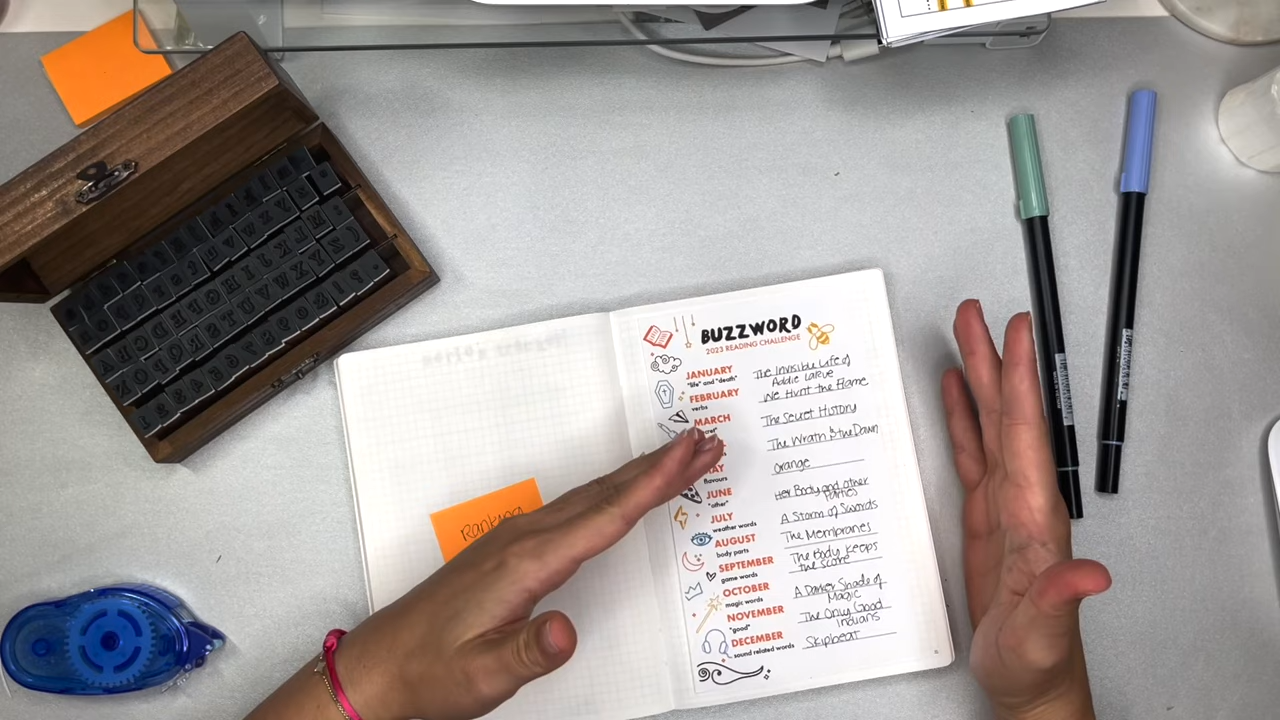 BUZZWORD
2023 READING CHALLENGE
JANUARY
"life" and "death"
The Invisible Life of
Addie Larue
FEBRUARY
verbs
We Hunt the Flame
MARCH
The Secret History
The Wrath & the Dawn
flavours
Orange
JUNE
"other"
Her Body and other
Parties
JULY
weather words
A Storm of Swords
AUGUST
body parts
The Membranes
SEPTEMBER
game words
The Body Keeps
the Score
OCTOBER
magic words
A Darker Shade of
Magic
NOVEMBER
"good"
The Only Good
Indians
DECEMBER
sound related words
Skipbeat
Ranking